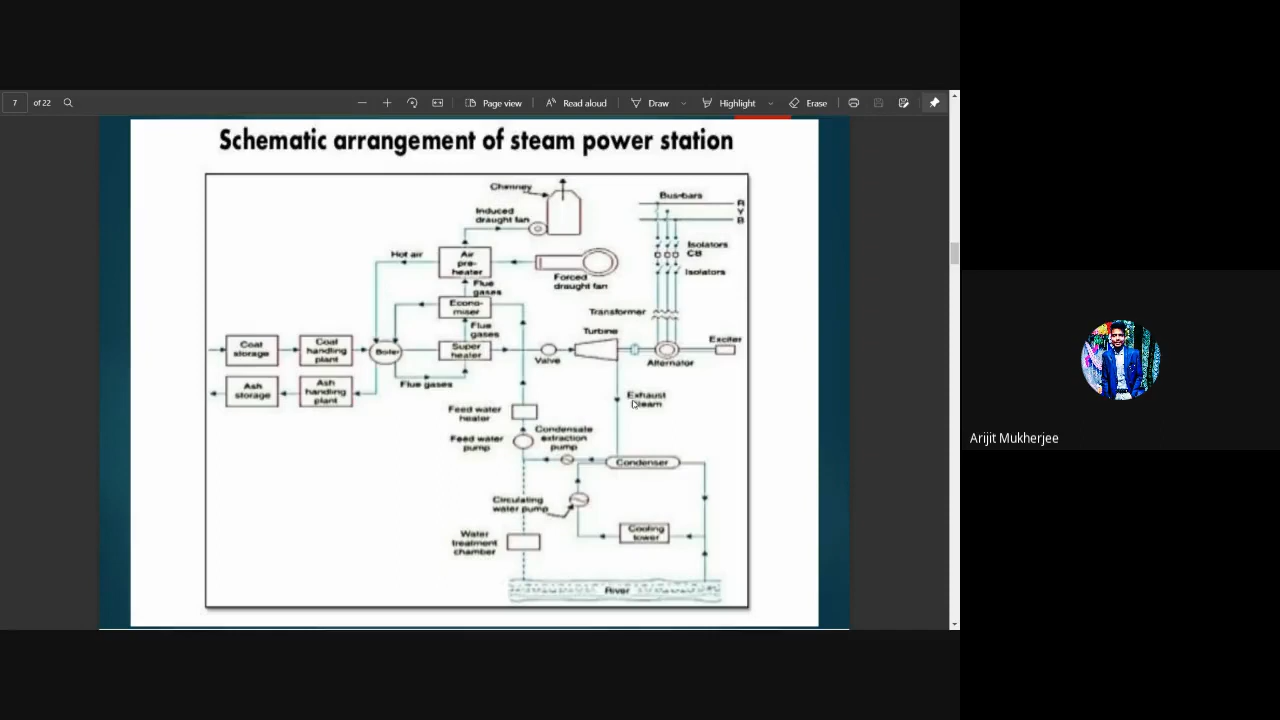 7 of 22
Page view
Read aloud
Draw
Highlight
Erase
Schematic arrangement of steam power station
Chimney
Induced
draught fan
Bus-bars
R
Y
B
Isolators
CB
Isolators
Hot air
Air
pre-
heater
Forced
draught fan
Flue
gases
Econo-
miser
Transformer
Flue
gases
Turbine
Exciter
Coal
storage
Coal
handling
plant
Boiler
Super
heater
Valve
Alternator
Ash
storage
Ash
handling
plant
Flue gases
Exhaust
steam
Feed water
heater
Feed water
pump
Condensate
extraction
pump
Condenser
Circulating
water pump
Cooling
tower
Water
treatment
chamber
River
Arijit Mukherjee